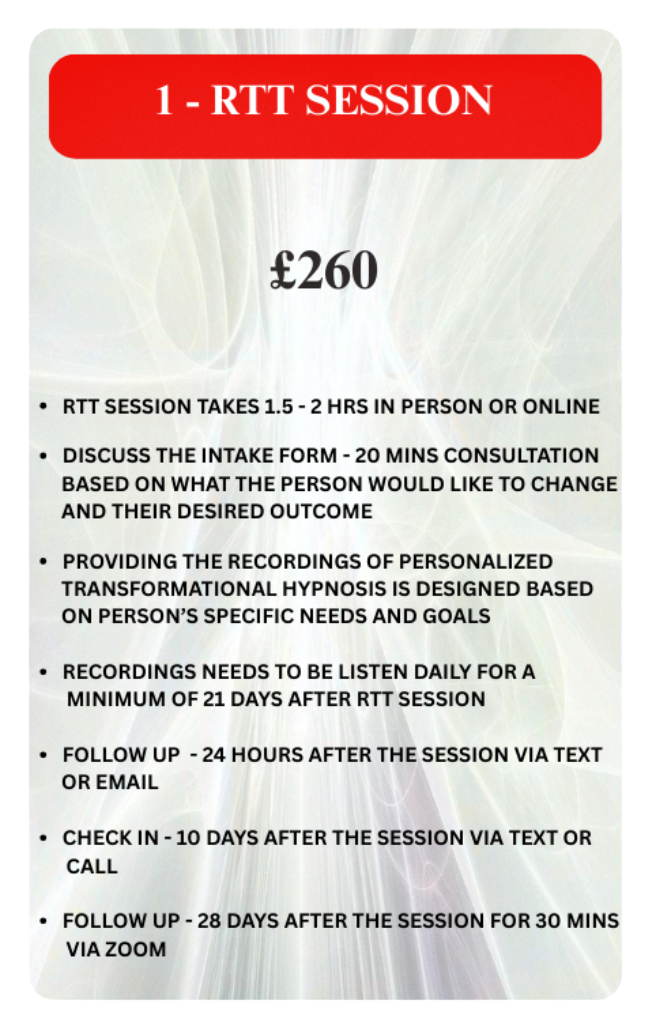 1 - RTT SESSION
£260
• RTT SESSION TAKES 1.5 - 2 HRS IN PERSON OR ONLINE
• DISCUSS THE INTAKE FORM - 20 MINS CONSULTATION
BASED ON WHAT THE PERSON WOULD LIKE TO CHANGE
AND THEIR DESIRED OUTCOME
• PROVIDING THE RECORDINGS OF PERSONALIZED
TRANSFORMATIONAL HYPNOSIS IS DESIGNED BASED
ON PERSON'S SPECIFIC NEEDS AND GOALS
• RECORDINGS NEEDS TO BE LISTEN DAILY FOR A
MINIMUM OF 21 DAYS AFTER RTT SESSION
• FOLLOW UP - 24 HOURS AFTER THE SESSION VIA TEXT
OR EMAIL
• CHECK IN - 10 DAYS AFTER THE SESSION VIA TEXT OR
CALL
• FOLLOW UP - 28 DAYS AFTER THE SESSION FOR 30 MINS
VIA ZOOM